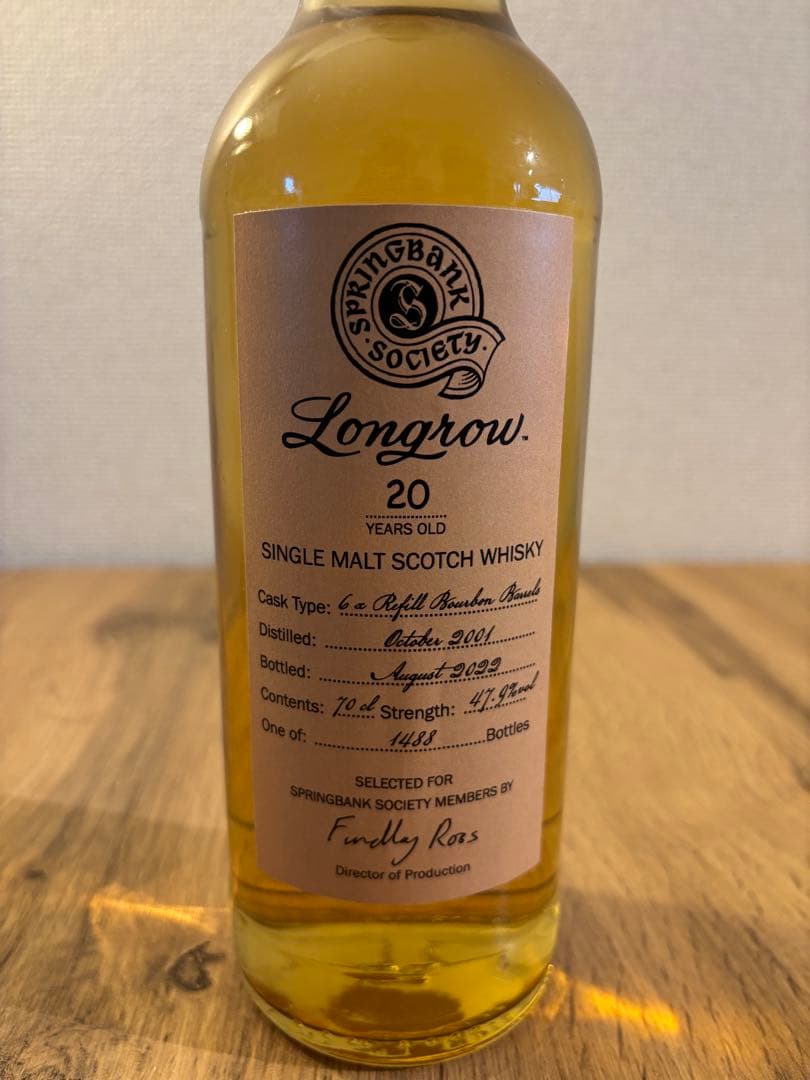 SPRINGBANK
· SOCIETY ·
S
Longrow™
20
YEARS OLD
SINGLE MALT SCOTCH WHISKY
Cask Type: 6 x Refill Bourbon Barrels
Distilled: October 2001
Bottled: August 2022
Contents: 70 cl Strength: 47.9%vol
One of: 1488 Bottles
SELECTED FOR
SPRINGBANK SOCIETY MEMBERS BY
Findlay Ross
Director of Production